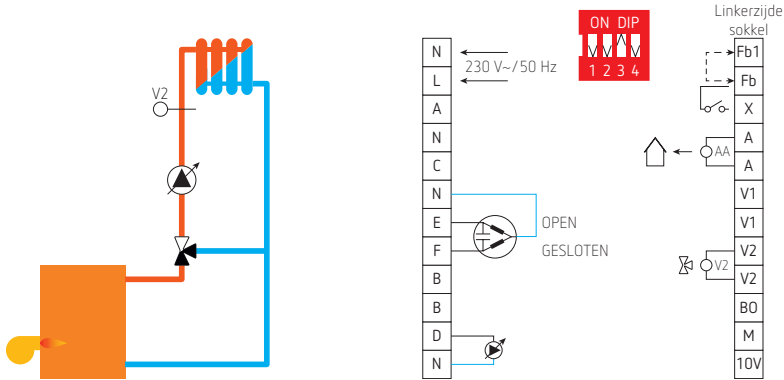 V2
N
L
A
N
C
N
E
F
B
B
D
N
230 V~/50 Hz
OPEN
GESLOTEN
ON DIP
1 2 3 4
Linkerzijde
sokkel
Fb1
Fb
X
A
A
V1
V1
V2
V2
BO
M
10V
AA
V2